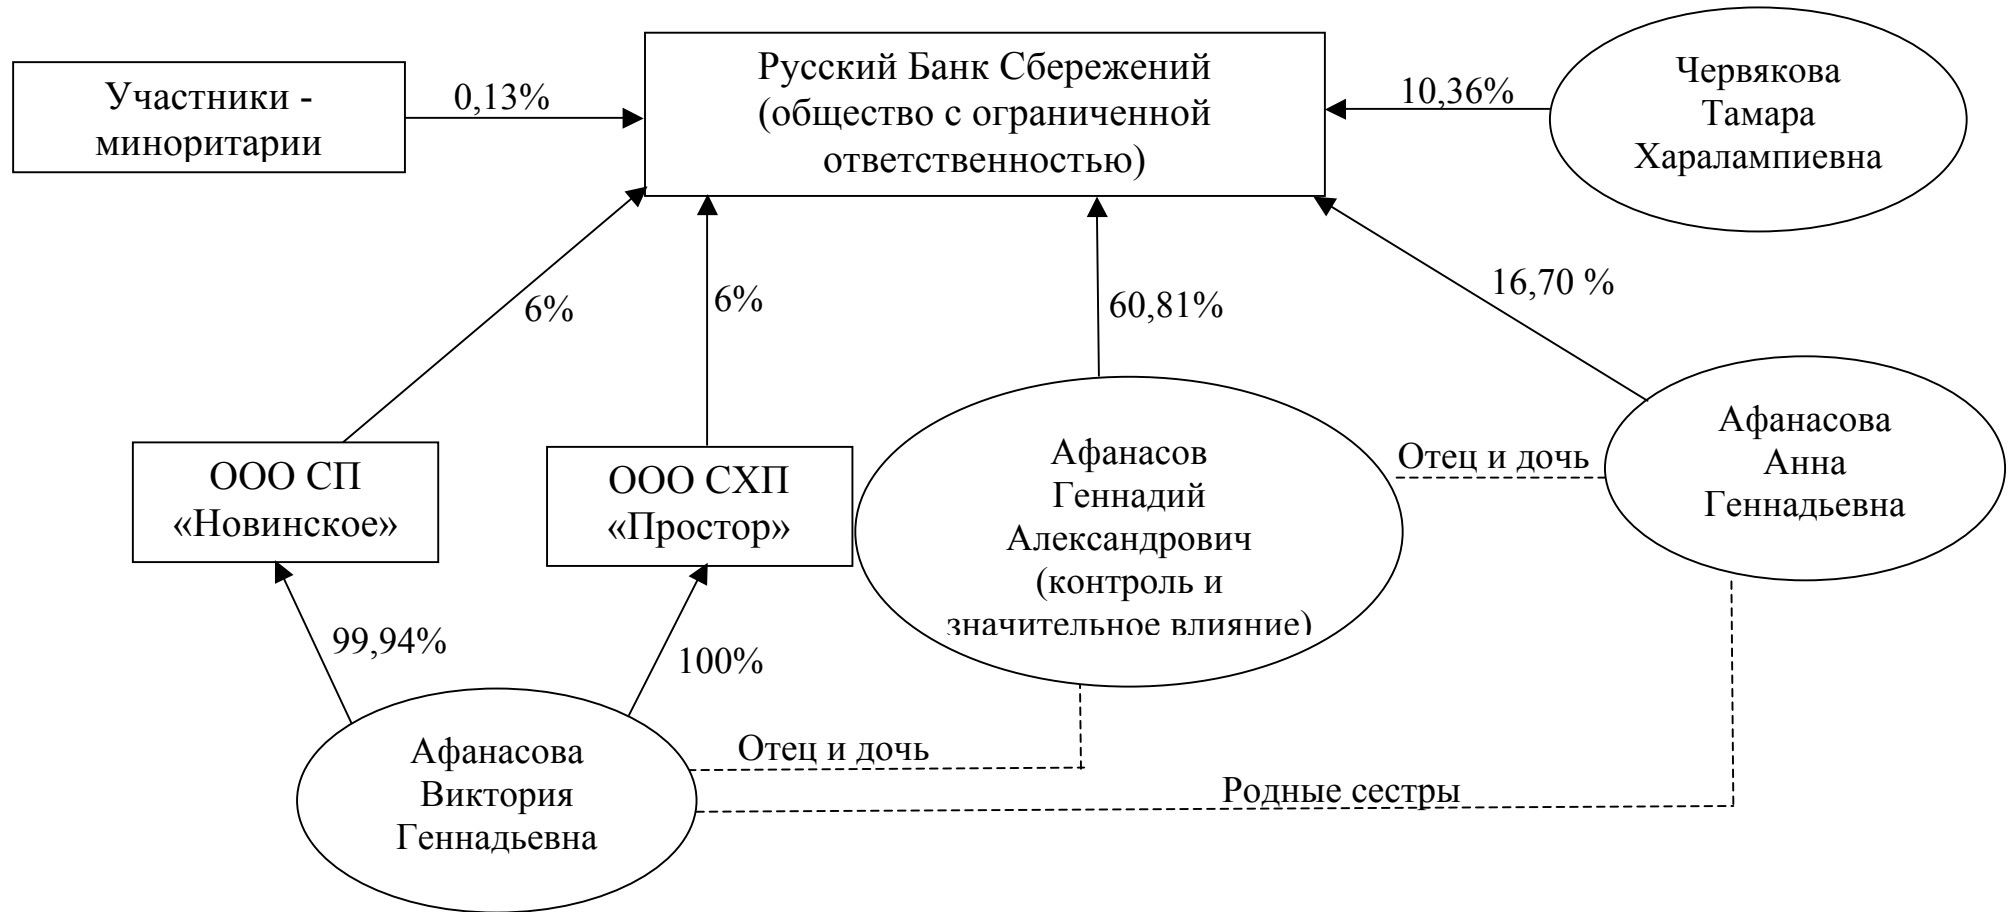 Участники -
миноритарии
0,13%
Русский Банк Сбережений
(общество с ограниченной
ответственностью)
10,36%
Червякова
Тамара
Харалампиевна
6%
6%
60,81%
16,70 %
ООО СП
«Новинское»
ООО СХП
«Простор»
Афанасов
Геннадий
Александрович
(контроль и
значительное влияние)
Отец и дочь
Афанасова
Анна
Геннадьевна
99,94%
100%
Афанасова
Виктория
Геннадьевна
Отец и дочь
Родные сестры